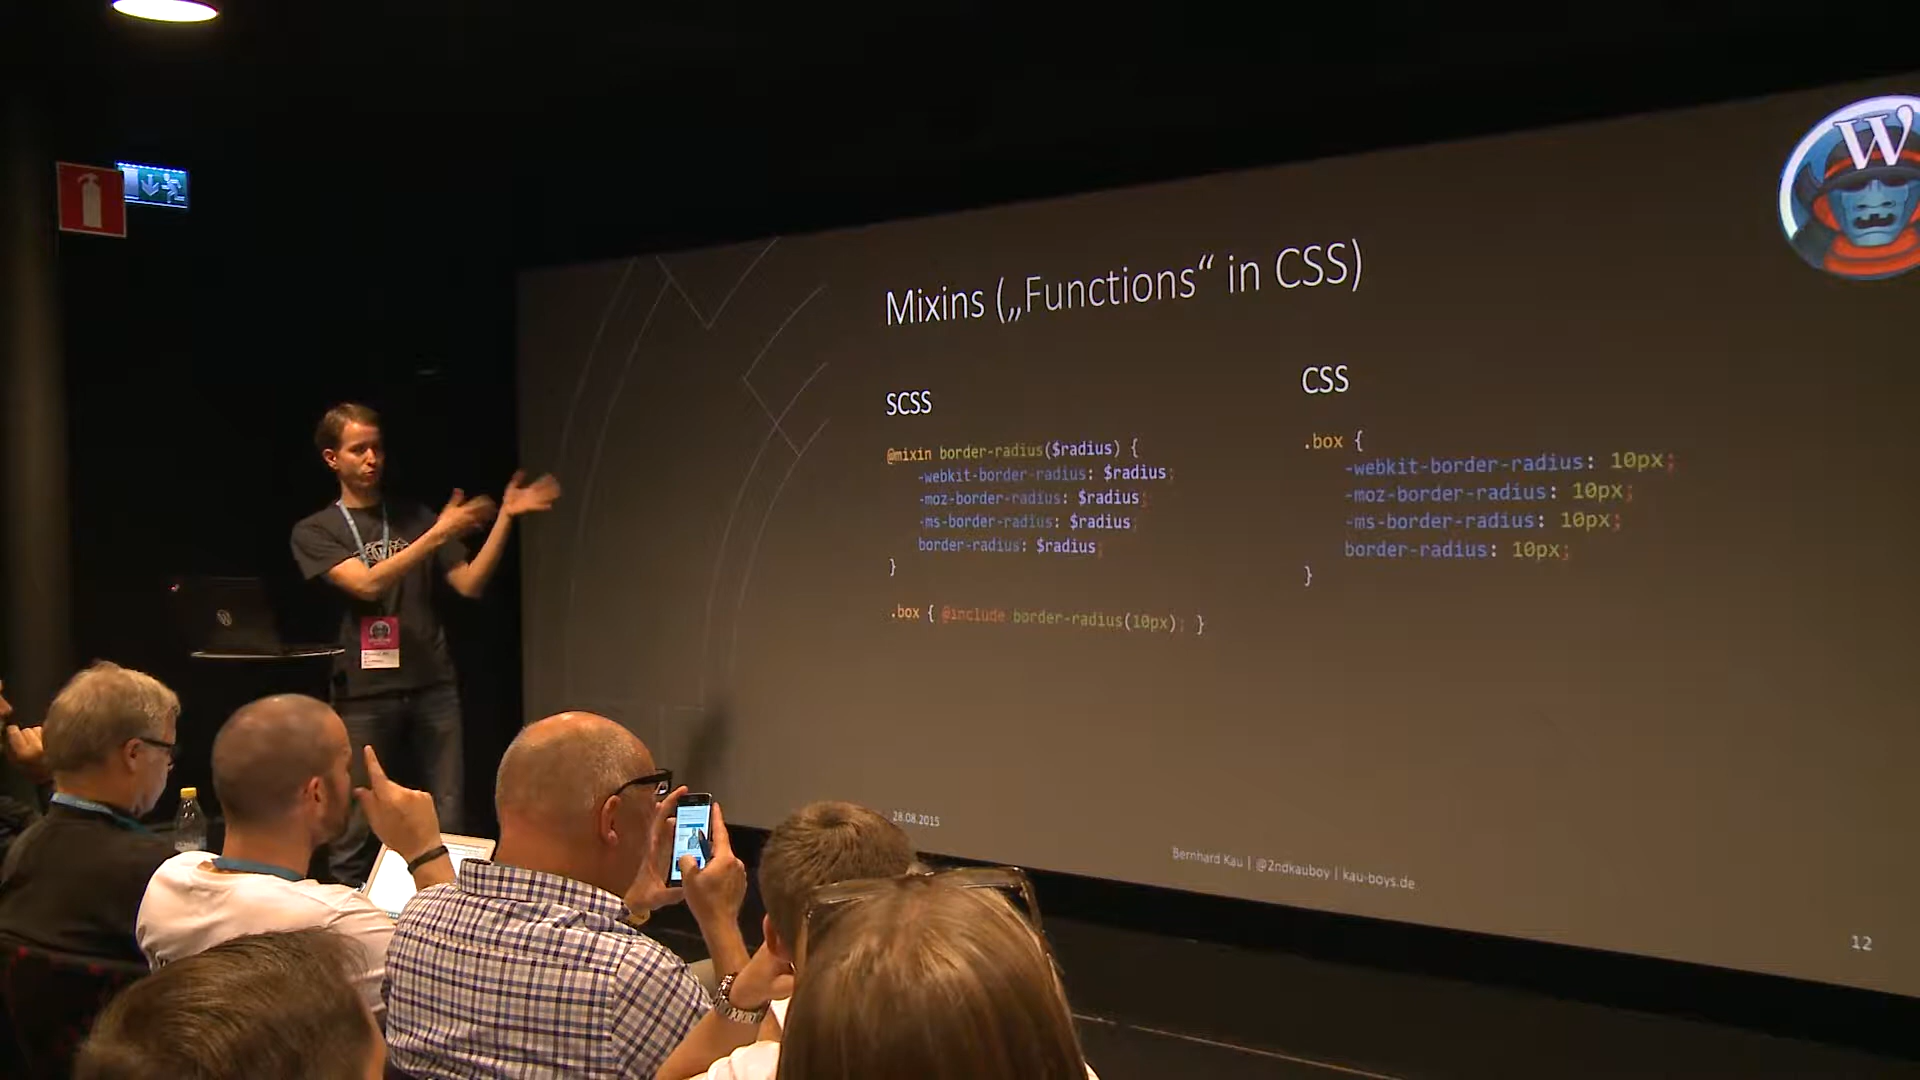 Mixins („Functions“ in CSS)
SCSS
@mixin border-radius($radius) {
-webkit-border-radius: $radius;
-moz-border-radius: $radius;
-ms-border-radius: $radius;
border-radius: $radius;
}
.box { @include border-radius(10px); }
CSS
.box {
-webkit-border-radius: 10px;
-moz-border-radius: 10px;
-ms-border-radius: 10px;
border-radius: 10px;
}
28.08.2015
Bernhard Kau | @2ndkauboy | kau-boys.de
12
W